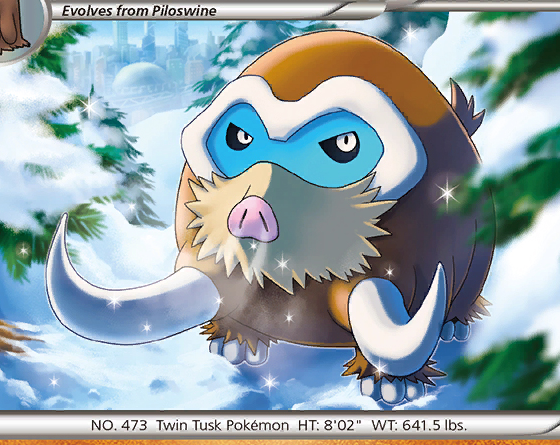 Evolves from Piloswine
NO. 473 Twin Tusk Pokémon HT: 8'02" WT: 641.5 lbs.